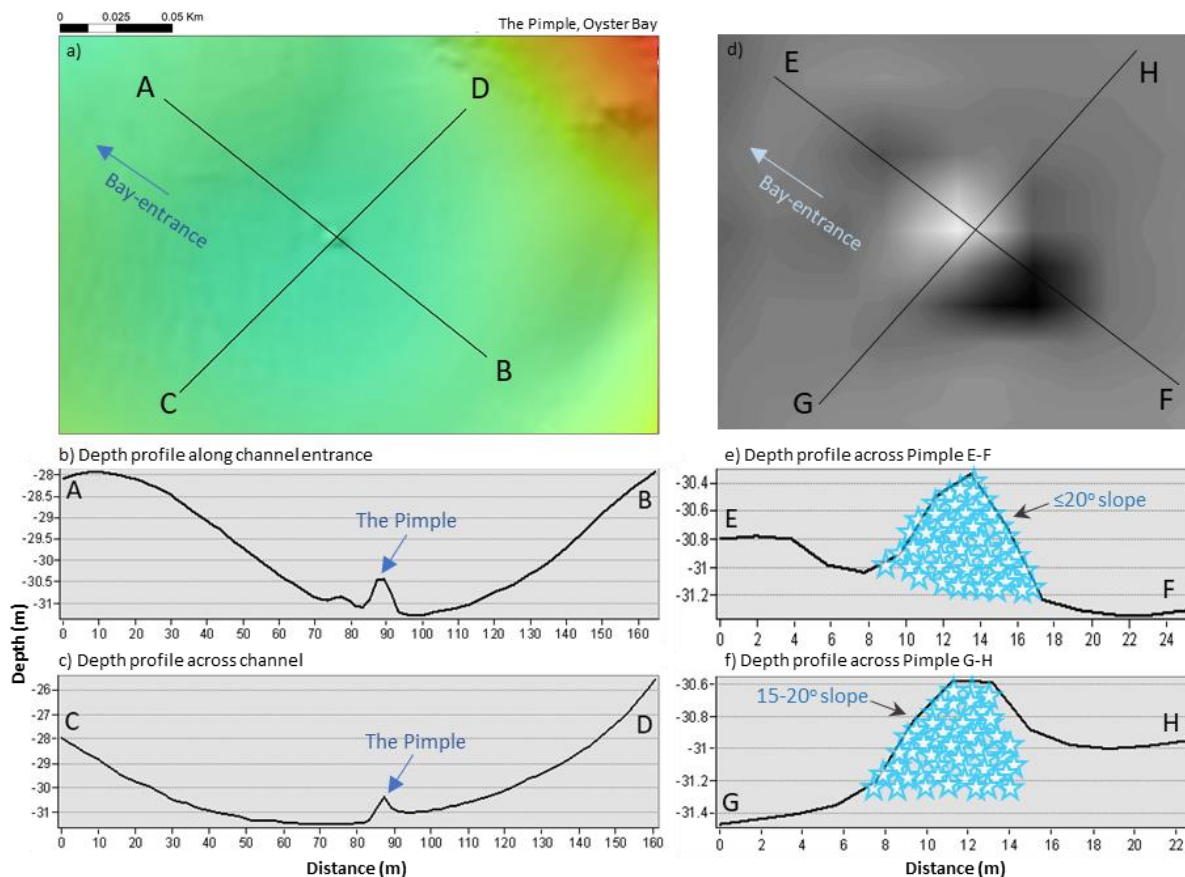 0 0.025 0.05 Km
The Pimple, Oyster Bay
a)
A
D
Bay-entrance
C
B
d)
E
H
Bay-entrance
G
F
b) Depth profile along channel entrance
-28
-28.5
-29
-29.5
-30
-30.5
-31
A
B
The Pimple
0 10 20 30 40 50 60 70 80 90 100 110 120 130 140 150 160
c) Depth profile across channel
-26
-27
-28
-29
-30
-31
C
D
The Pimple
0 10 20 30 40 50 60 70 80 90 100 110 120 130 140 150 160
Depth (m)
Distance (m)
e) Depth profile across Pimple E-F
-30.4
-30.6
-30.8
-31
-31.2
E
F
≤20° slope
0 2 4 6 8 10 12 14 16 18 20 22 24
f) Depth profile across Pimple G-H
-30.6
-30.8
-31
-31.2
-31.4
15-20° slope
G
H
0 2 4 6 8 10 12 14 16 18 20 22
Distance (m)